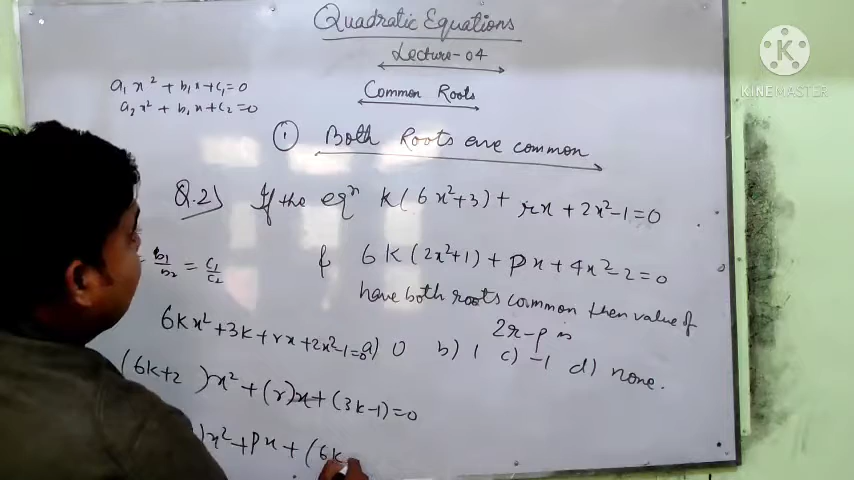 Quadratic Equations
Lecture-04
Common Roots
a₁x² + b₁x + c₁ = 0
a₂x² + b₁x + c₂ = 0
① Both Roots are common
Q.2) If the eqⁿ K(6x²+3) + rx + 2x²-1=0
= b₁/b₂ = c₁/c₂
& 6K(2x²+1) + px + 4x²-2=0
have both roots common then value of
2r-p is
6kx² + 3k + rx + 2x²-1=0
a) 0 b) 1 c) -1 d) none.
(6k+2 )x² + (r)x + (3k-1) = 0
)x² + px + (6k
KINEMASTER